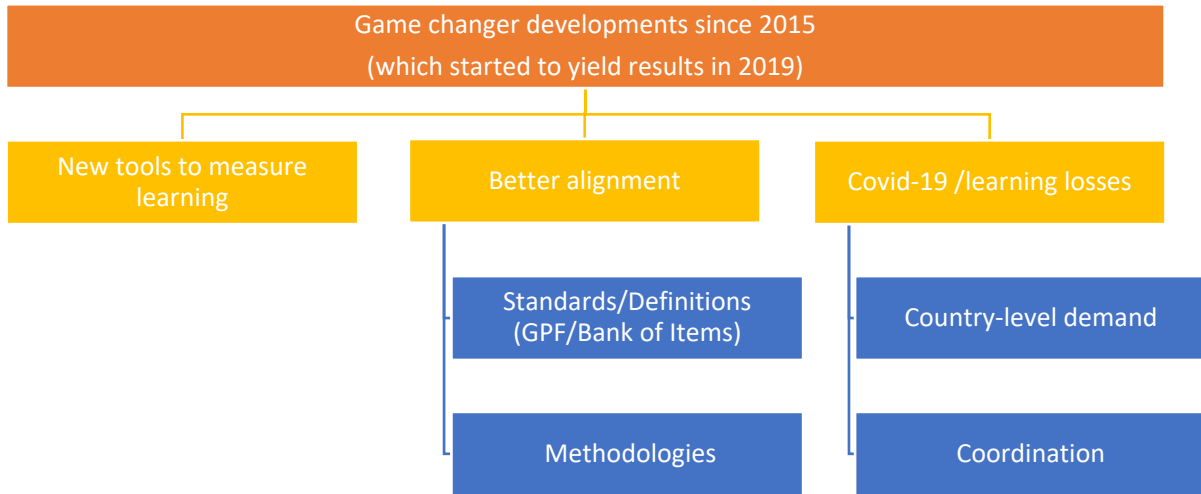 Game changer developments since 2015
(which started to yield results in 2019)
New tools to measure
learning
Better alignment
Covid-19 /learning losses
Standards/Definitions
(GPF/Bank of Items)
Country-level demand
Methodologies
Coordination